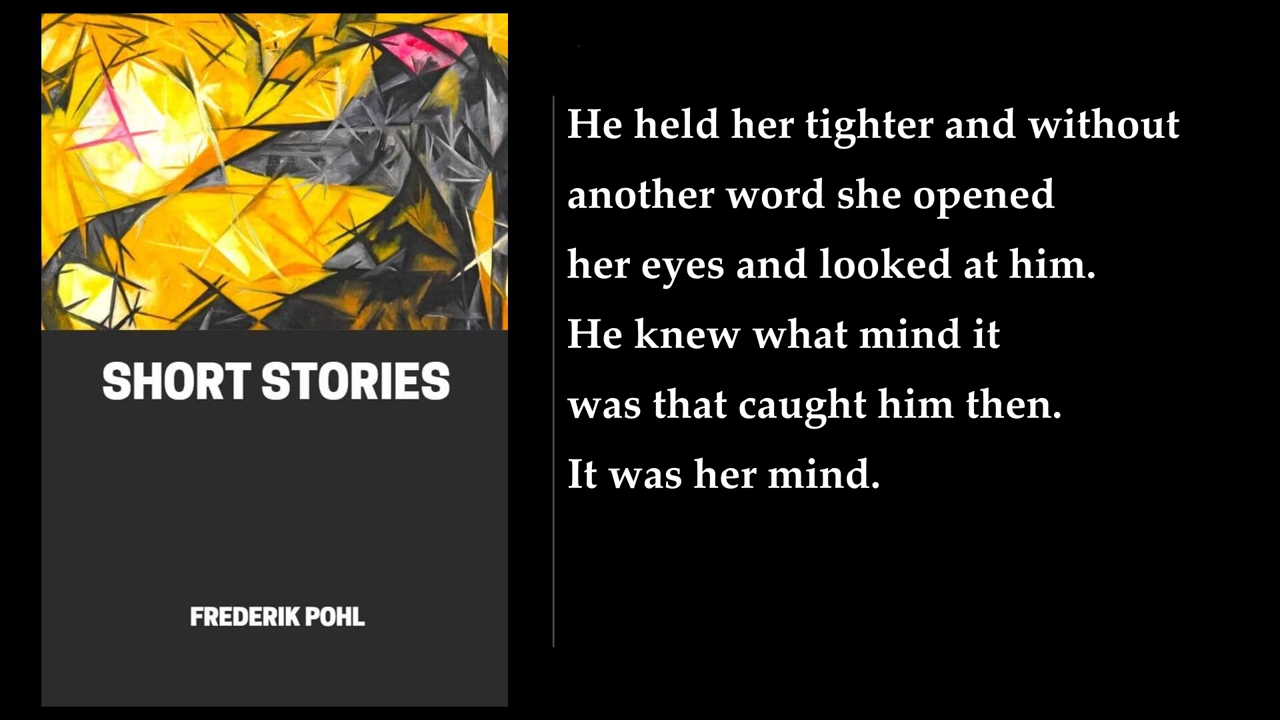 SHORT STORIES
FREDERIK POHL
He held her tighter and without
another word she opened
her eyes and looked at him.
He knew what mind it
was that caught him then.
It was her mind.